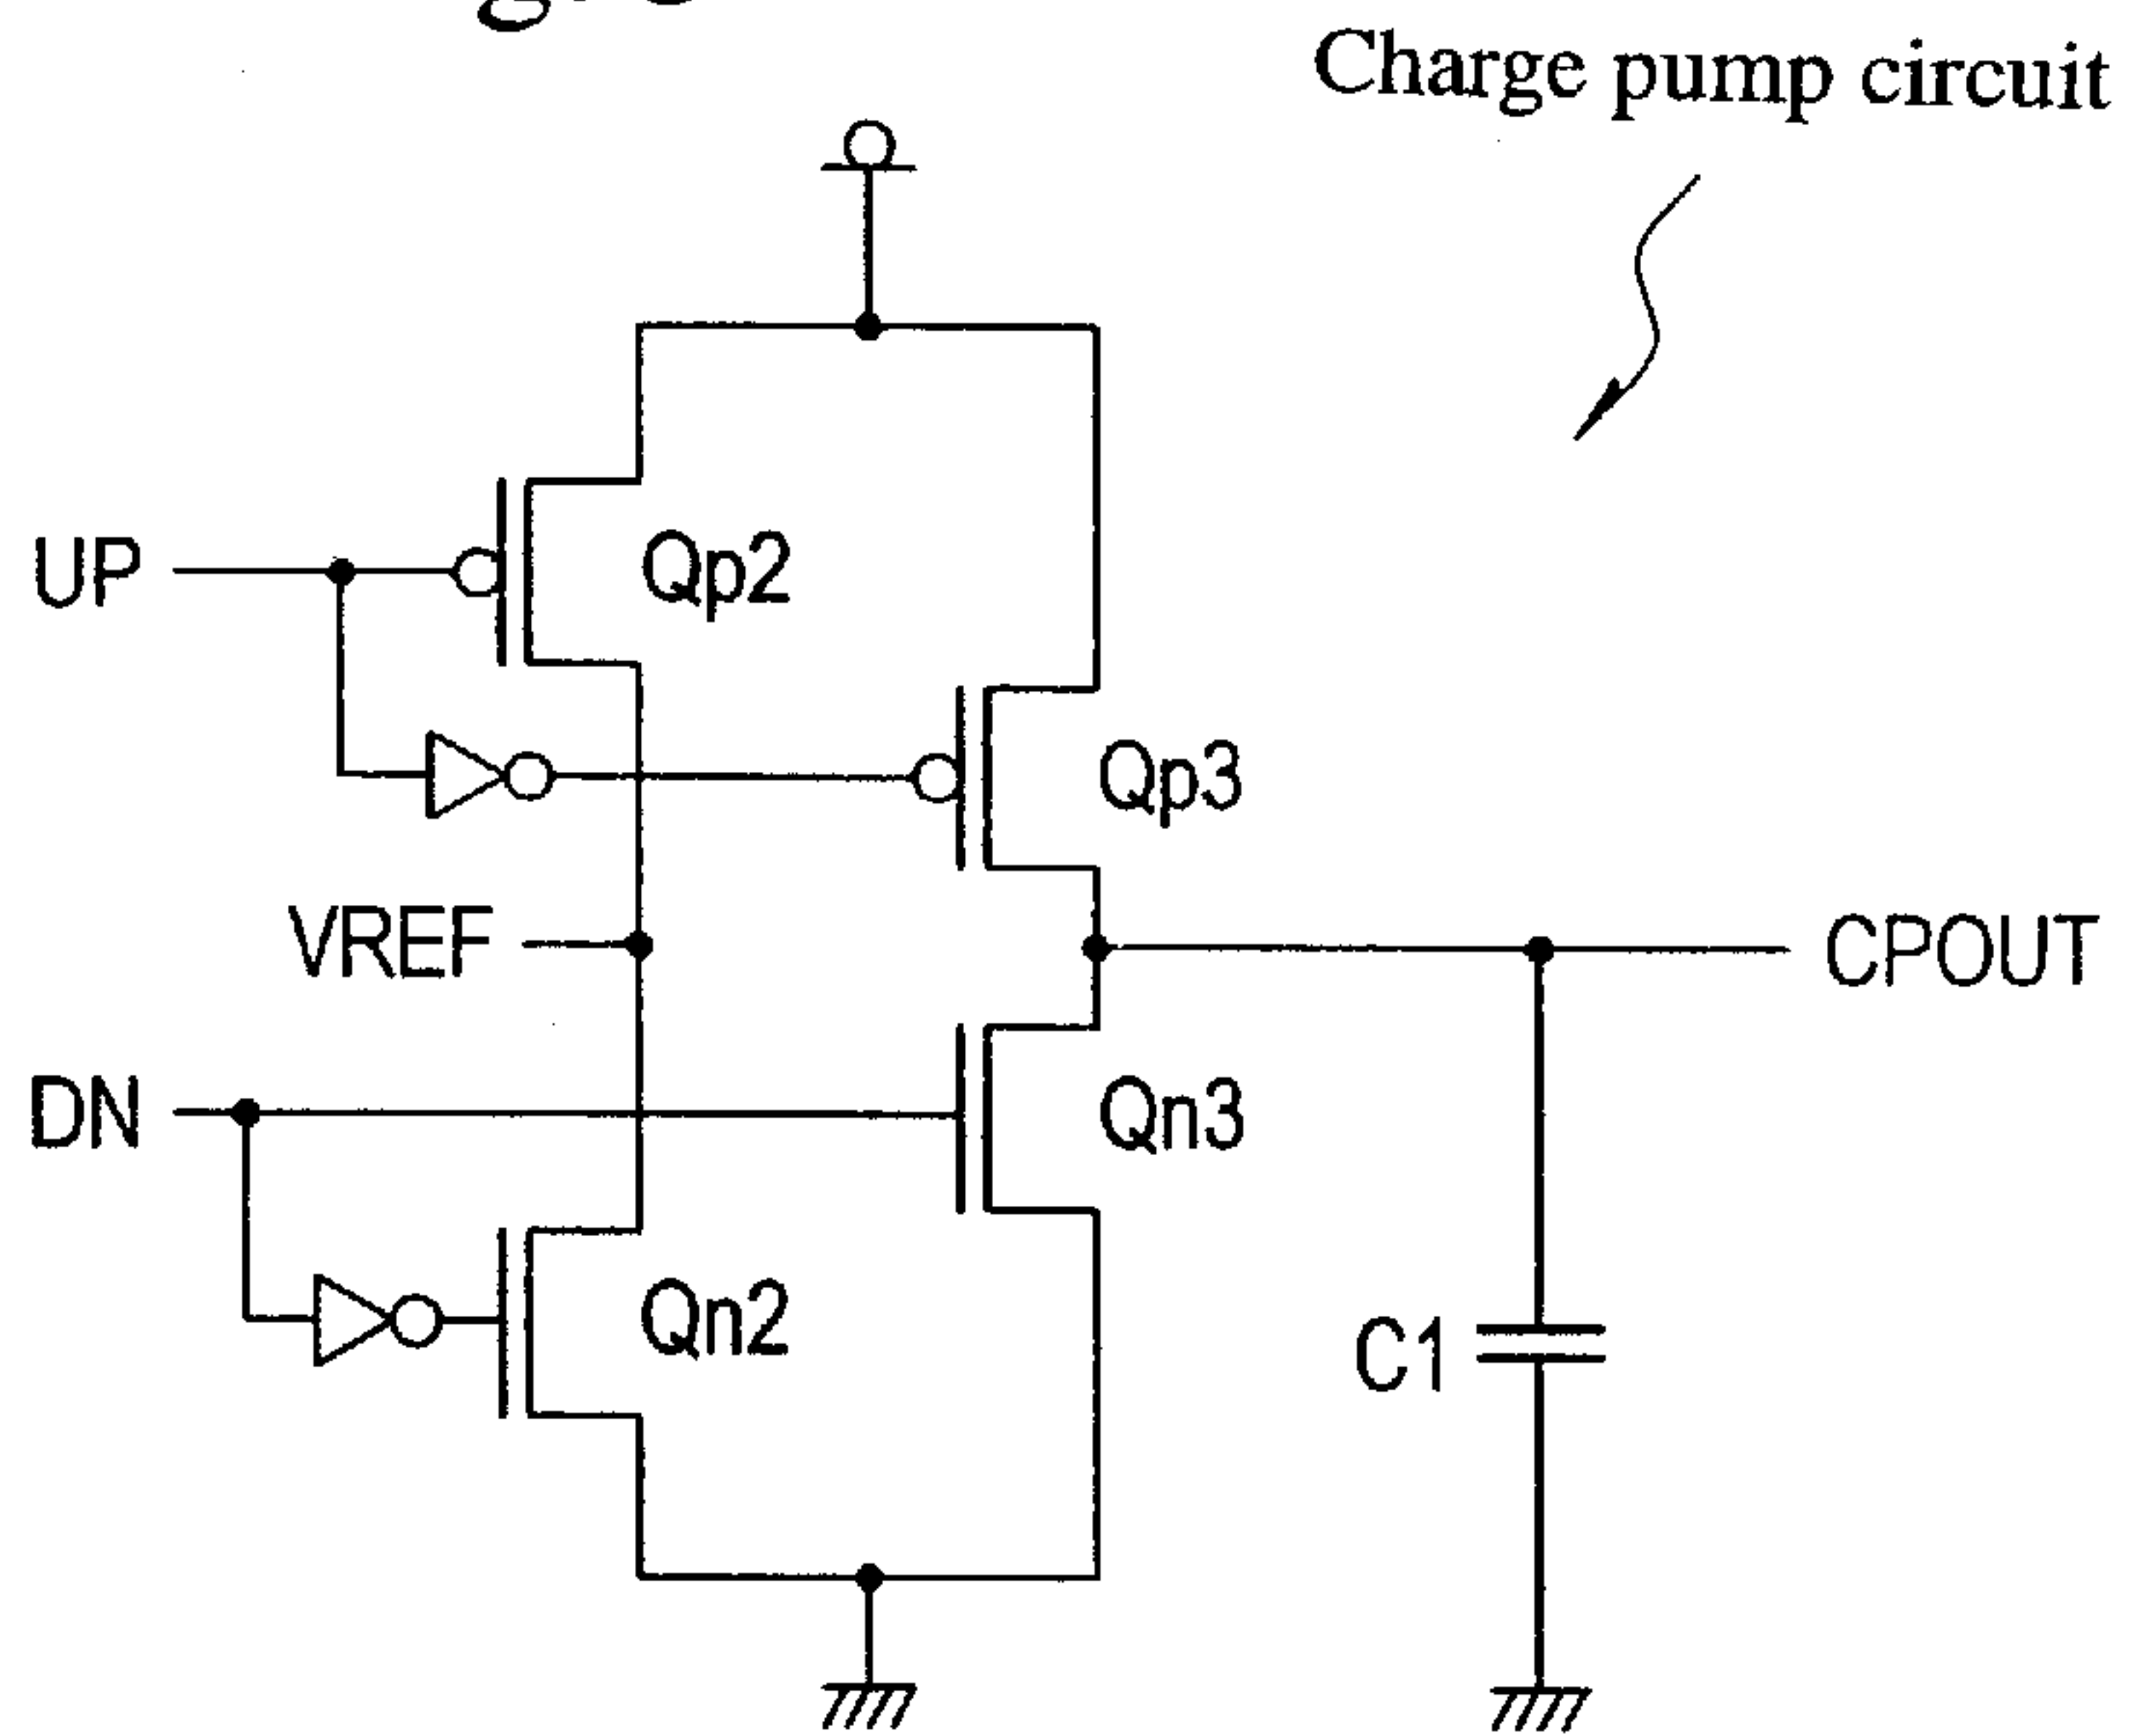 Charge pump circuit
UP
Qp2
Qp3
VREF
CPOUT
DN
Qn3
Qn2
C1